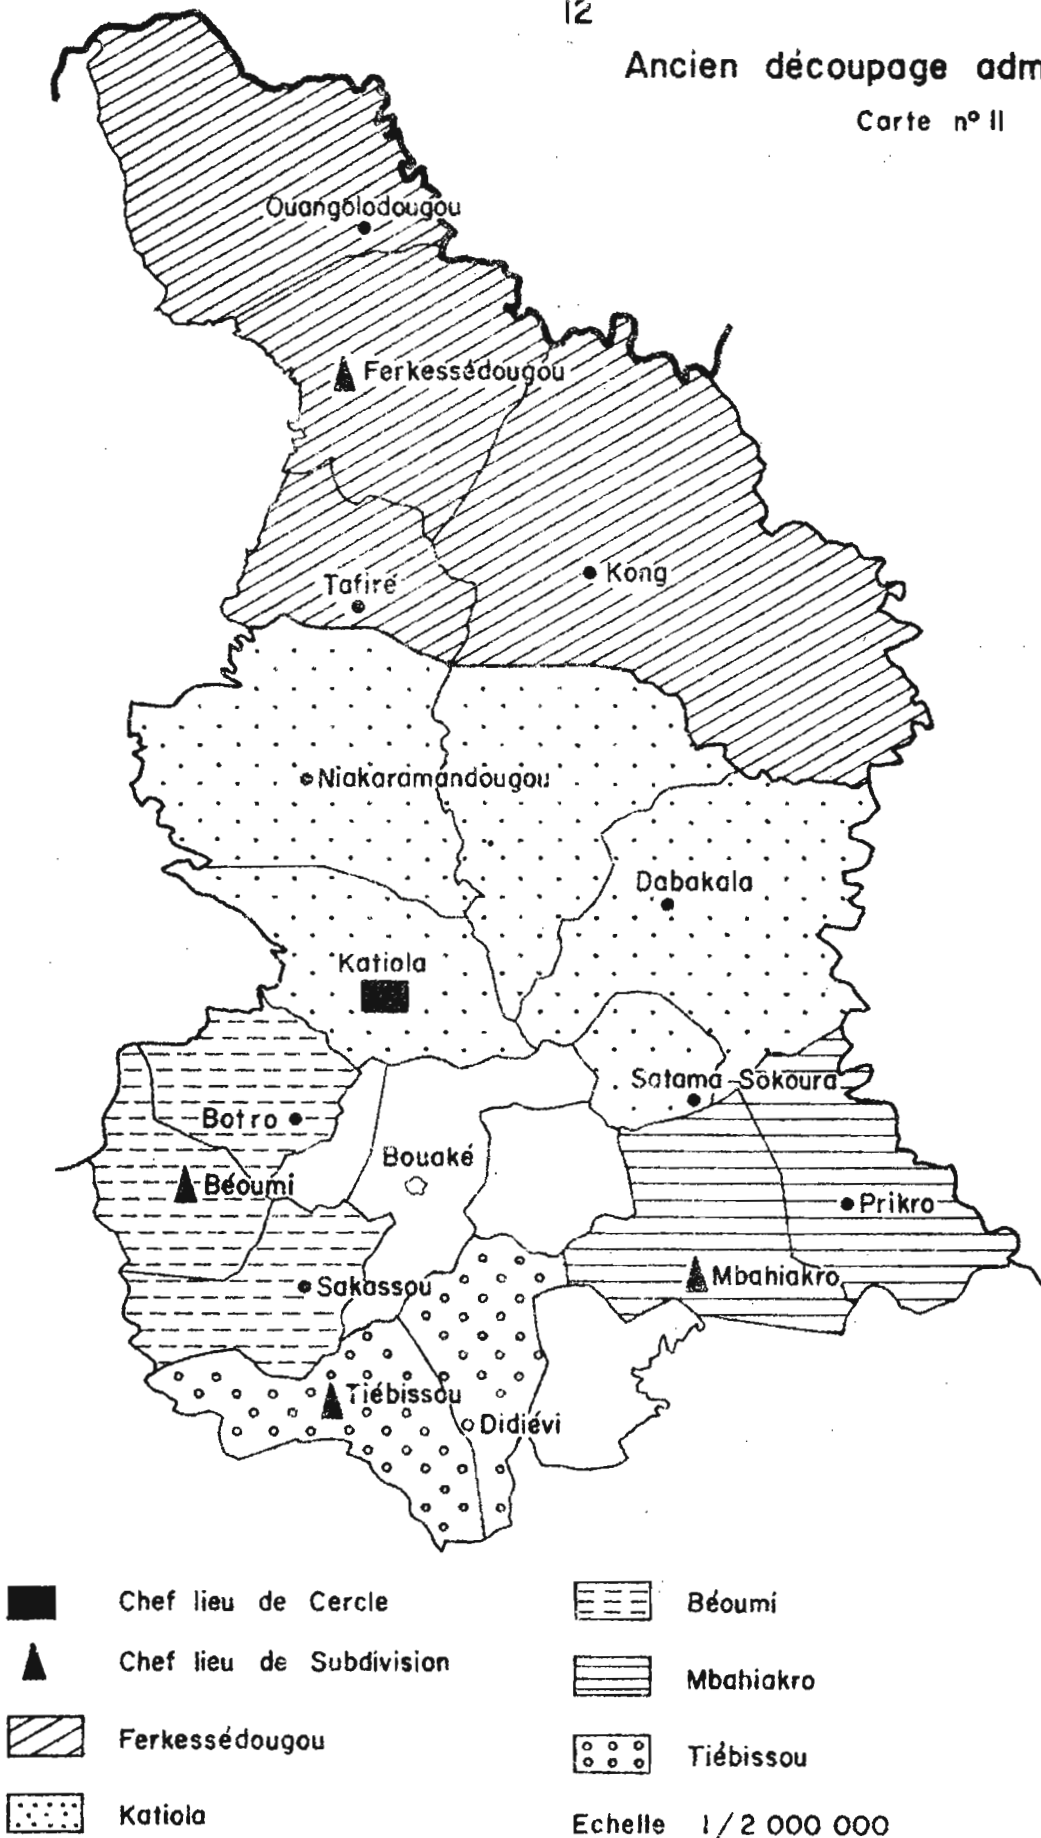 12
Ancien découpage adm
Carte n° II
Ouangolodougou
Ferkessédougou
Kong
Tafiré
Niakaramandougou
Dabakala
Katiola
Satama-Sokoura
Botro
Bouaké
Béoumi
Prikro
Mbahiakro
Sakassou
Tiébissou
Didiévi
Chef lieu de Cercle
Chef lieu de Subdivision
Ferkessédougou
Katiola
Béoumi
Mbahiakro
Tiébissou
Echelle 1/2 000 000